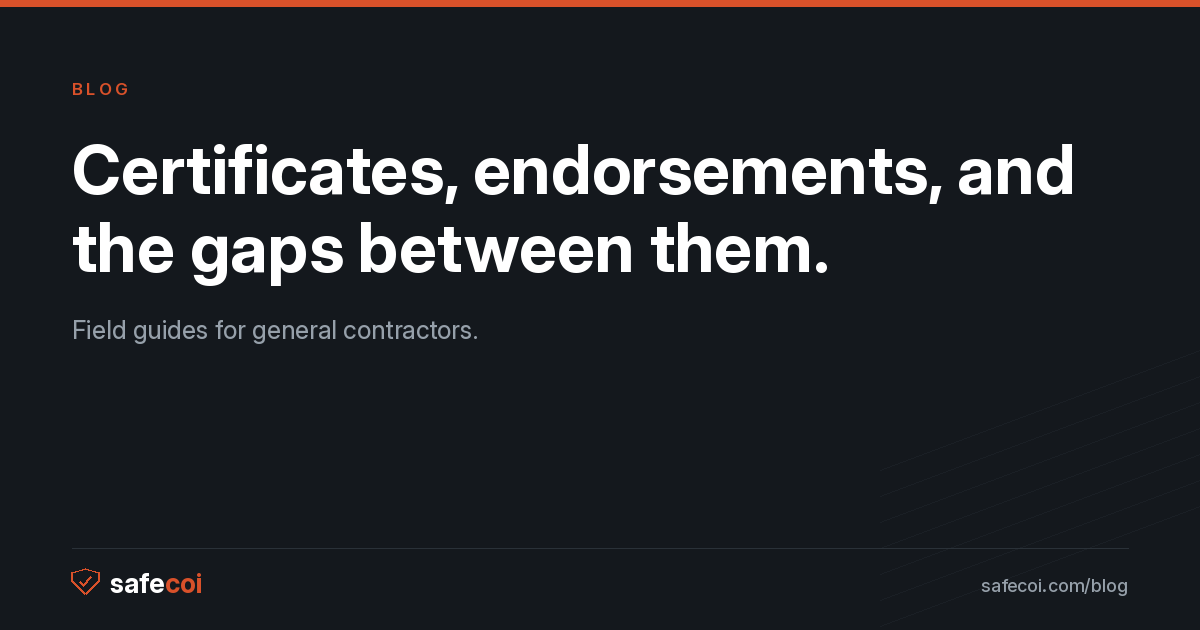 BLOG
Certificates, endorsements, and
the gaps between them.
Field guides for general contractors.
safecoi
safecoi.com/blog